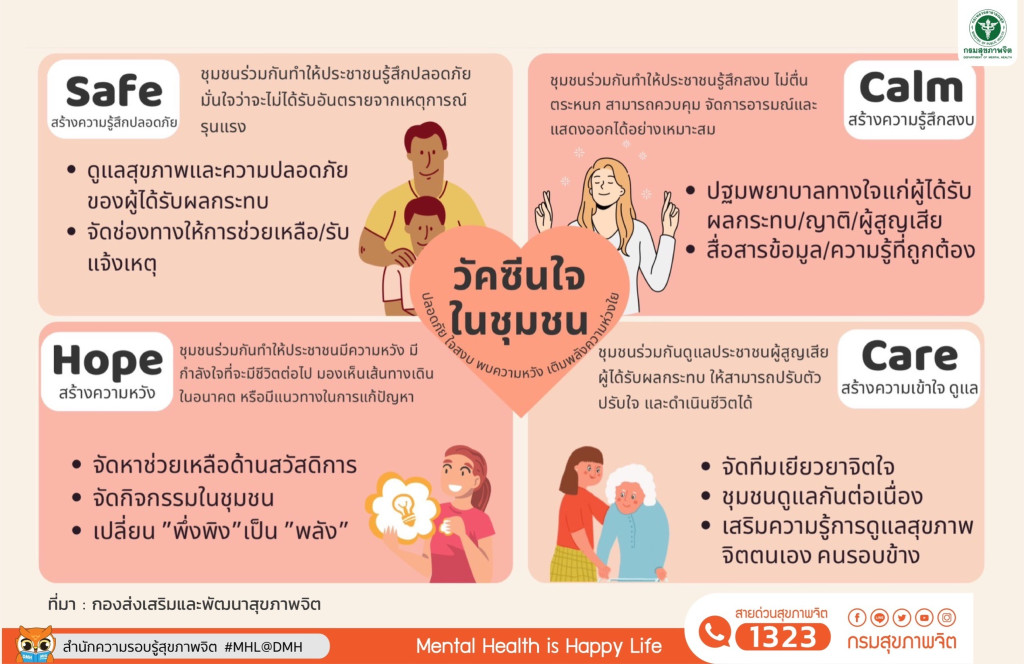 กรมสุขภาพจิต
DEPARTMENT OF MENTAL HEALTH
Safe
สร้างความรู้สึกปลอดภัย
ชุมชนร่วมกันทำให้ประชาชนรู้สึกปลอดภัย
มั่นใจว่าจะไม่ได้รับอันตรายจากเหตุการณ์
รุนแรง
• ดูแลสุขภาพและความปลอดภัย
ของผู้ได้รับผลกระทบ
• จัดช่องทางให้การช่วยเหลือ/รับ
แจ้งเหตุ
Calm
สร้างความรู้สึกสงบ
ชุมชนร่วมกันทำให้ประชาชนรู้สึกสงบ ไม่ตื่น
ตระหนก สามารถควบคุม จัดการอารมณ์และ
แสดงออกได้อย่างเหมาะสม
• ปฐมพยาบาลทางใจแก่ผู้ได้รับ
ผลกระทบ/ญาติ/ผู้สูญเสีย
• สื่อสารข้อมูล/ความรู้ที่ถูกต้อง
วัคซีนใจ
ในชุมชน
ปลอดภัย ใจสงบ พบความหวัง เติมพลังความห่วงใย
Hope
สร้างความหวัง
ชุมชนร่วมกันทำให้ประชาชนมีความหวัง มี
กำลังใจที่จะมีชีวิตต่อไป มองเห็นเส้นทางเดิน
ในอนาคต หรือมีแนวทางในการแก้ปัญหา
• จัดหาช่วยเหลือด้านสวัสดิการ
• จัดกิจกรรมในชุมชน
• เปลี่ยน ”พึ่งพิง”เป็น ”พลัง”
Care
สร้างความเข้าใจ ดูแล
ชุมชนร่วมกันดูแลประชาชนผู้สูญเสีย
ผู้ได้รับผลกระทบ ให้สามารถปรับตัว
ปรับใจ และดำเนินชีวิตได้
• จัดทีมเยียวยาจิตใจ
• ชุมชนดูแลกันต่อเนื่อง
• เสริมความรู้การดูแลสุขภาพ
จิตตนเอง คนรอบข้าง
ที่มา : กองส่งเสริมและพัฒนาสุขภาพจิต
สำนักความรอบรู้สุขภาพจิต #MHL@DMH
Mental Health is Happy Life
สายด่วนสุขภาพจิต
1323
กรมสุขภาพจิต